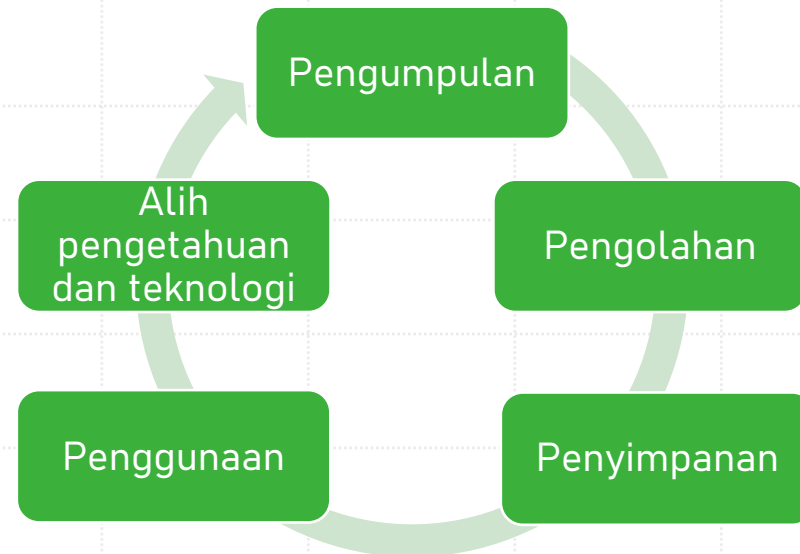 Pengumpulan
Pengolahan
Penyimpanan
Penggunaan
Alih
pengetahuan
dan teknologi